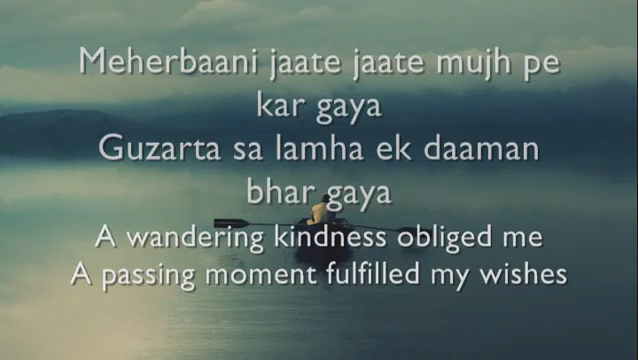 Meherbaani jaate jaate mujh pe
kar gaya
Guzarta sa lamha ek daaman
bhar gaya
A wandering kindness obliged me
A passing moment fulfilled my wishes